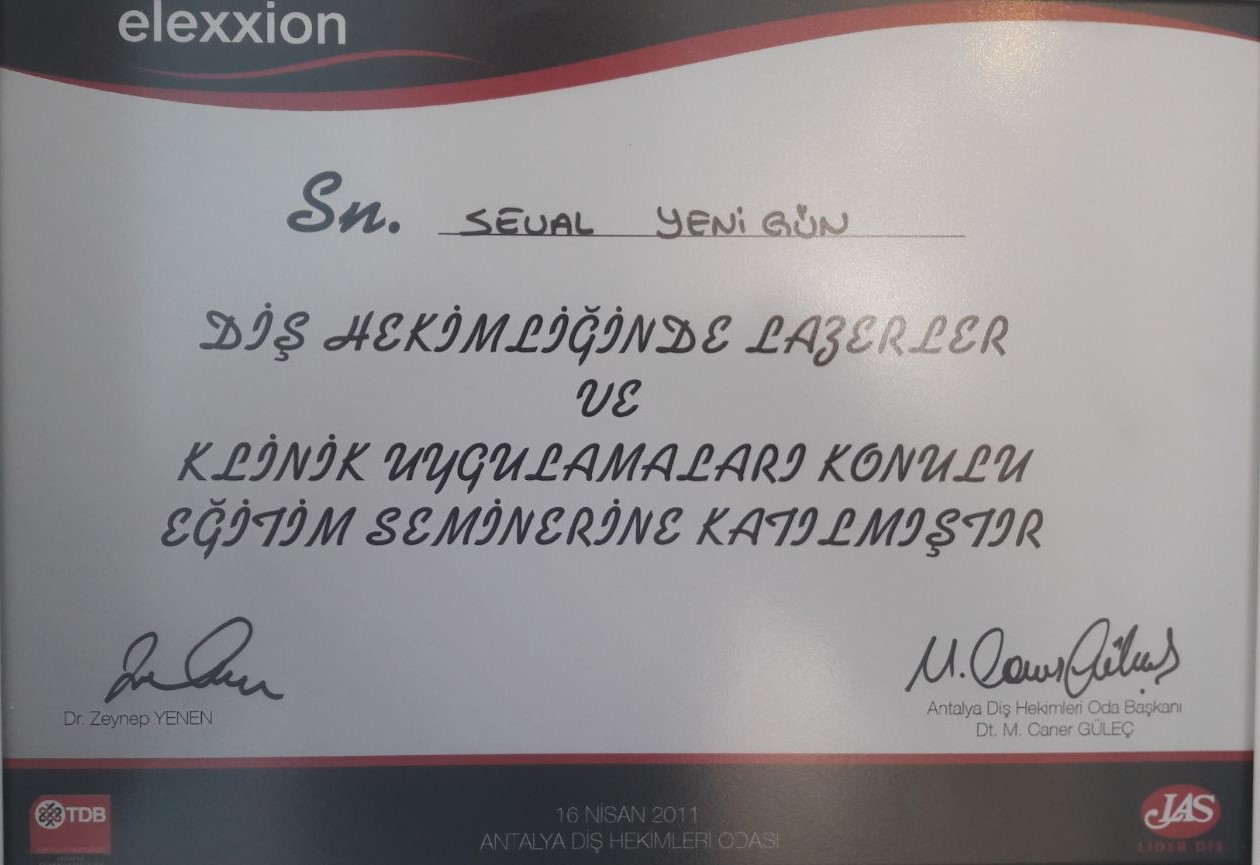 elexxion
Sn. SEVAL YENİ GÜN
DİŞ HEKİMLİĞİNDE LAZERLER
VE
KLİNİK UYGULAMALARI KONULU
EĞİTİM SEMİNERİNE KATILMIŞTIR
Dr. Zeynep YENEN
M. Caner Güleç
Antalya Diş Hekimleri Oda Başkanı
Dt. M. Caner GÜLEÇ
TDB
16 NİSAN 2011
ANTALYA DİŞ HEKİMLERİ ODASI
JAS
LİDER DİŞ